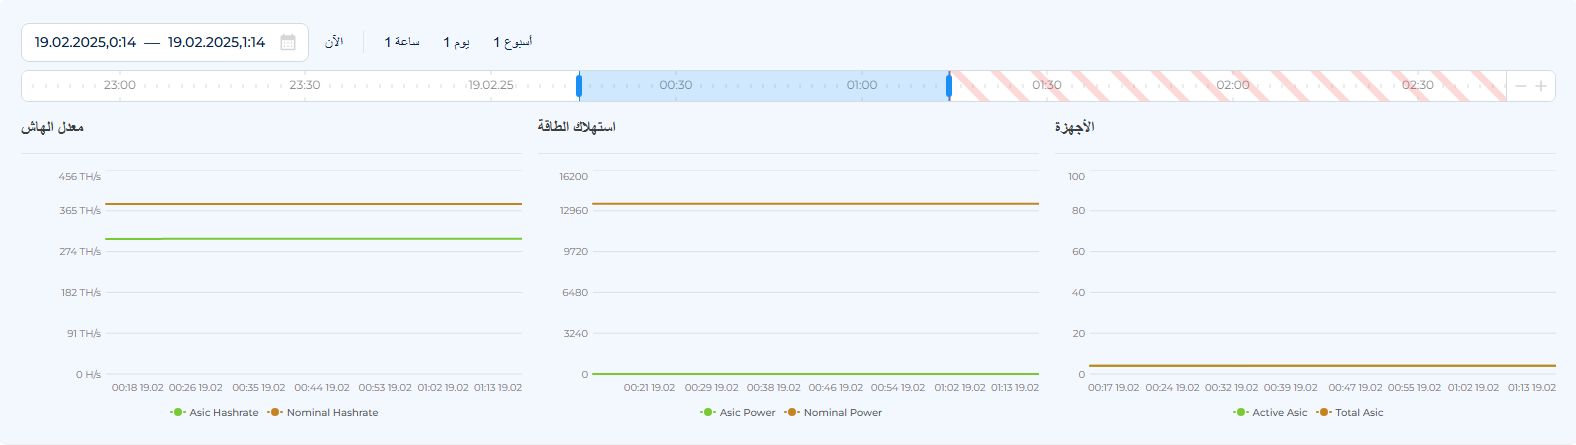 19.02.2025,0:14 — 19.02.2025,1:14 الآن 1 ساعة 1 يوم 1 أسبوع
23:00 23:30 19.02.25 00:30 01:00 01:30 02:00 02:30
معدل الهاش
456 TH/s
365 TH/s
274 TH/s
182 TH/s
91 TH/s
0 H/s
00:18 19.02 00:26 19.02 00:35 19.02 00:44 19.02 00:53 19.02 01:02 19.02 01:13 19.02
Asic Hashrate Nominal Hashrate
استهلاك الطاقة
16200
12960
9720
6480
3240
0
00:21 19.02 00:29 19.02 00:38 19.02 00:46 19.02 00:54 19.02 01:02 19.02 01:13 19.02
Asic Power Nominal Power
الأجهزة
100
80
60
40
20
0
00:17 19.02 00:24 19.02 00:32 19.02 00:39 19.02 00:47 19.02 00:55 19.02 01:02 19.02 01:13 19.02
Active Asic Total Asic